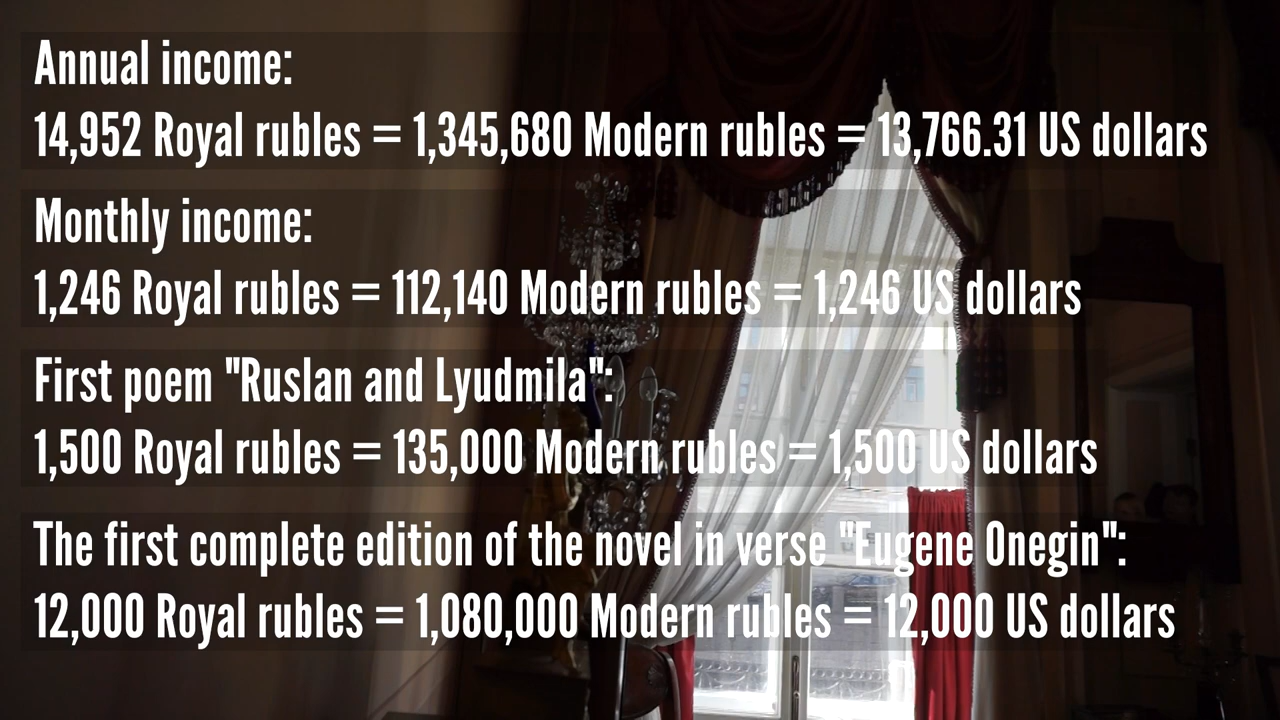 Annual income:
14,952 Royal rubles = 1,345,680 Modern rubles = 13,766.31 US dollars
Monthly income:
1,246 Royal rubles = 112,140 Modern rubles = 1,246 US dollars
First poem "Ruslan and Lyudmila":
1,500 Royal rubles = 135,000 Modern rubles = 1,500 US dollars
The first complete edition of the novel in verse "Eugene Onegin":
12,000 Royal rubles = 1,080,000 Modern rubles = 12,000 US dollars